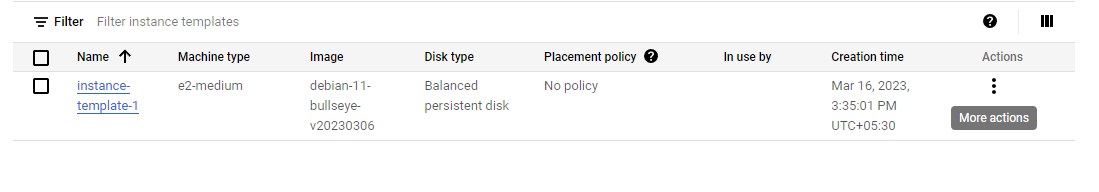 Filter Filter instance templates
Name Machine type Image Disk type Placement policy In use by Creation time Actions
instance- e2-medium debian-11- Balanced No policy Mar 16, 2023,
template-1 bullseye- persistent disk 3:35:01 PM
v20230306 UTC+05:30
More actions